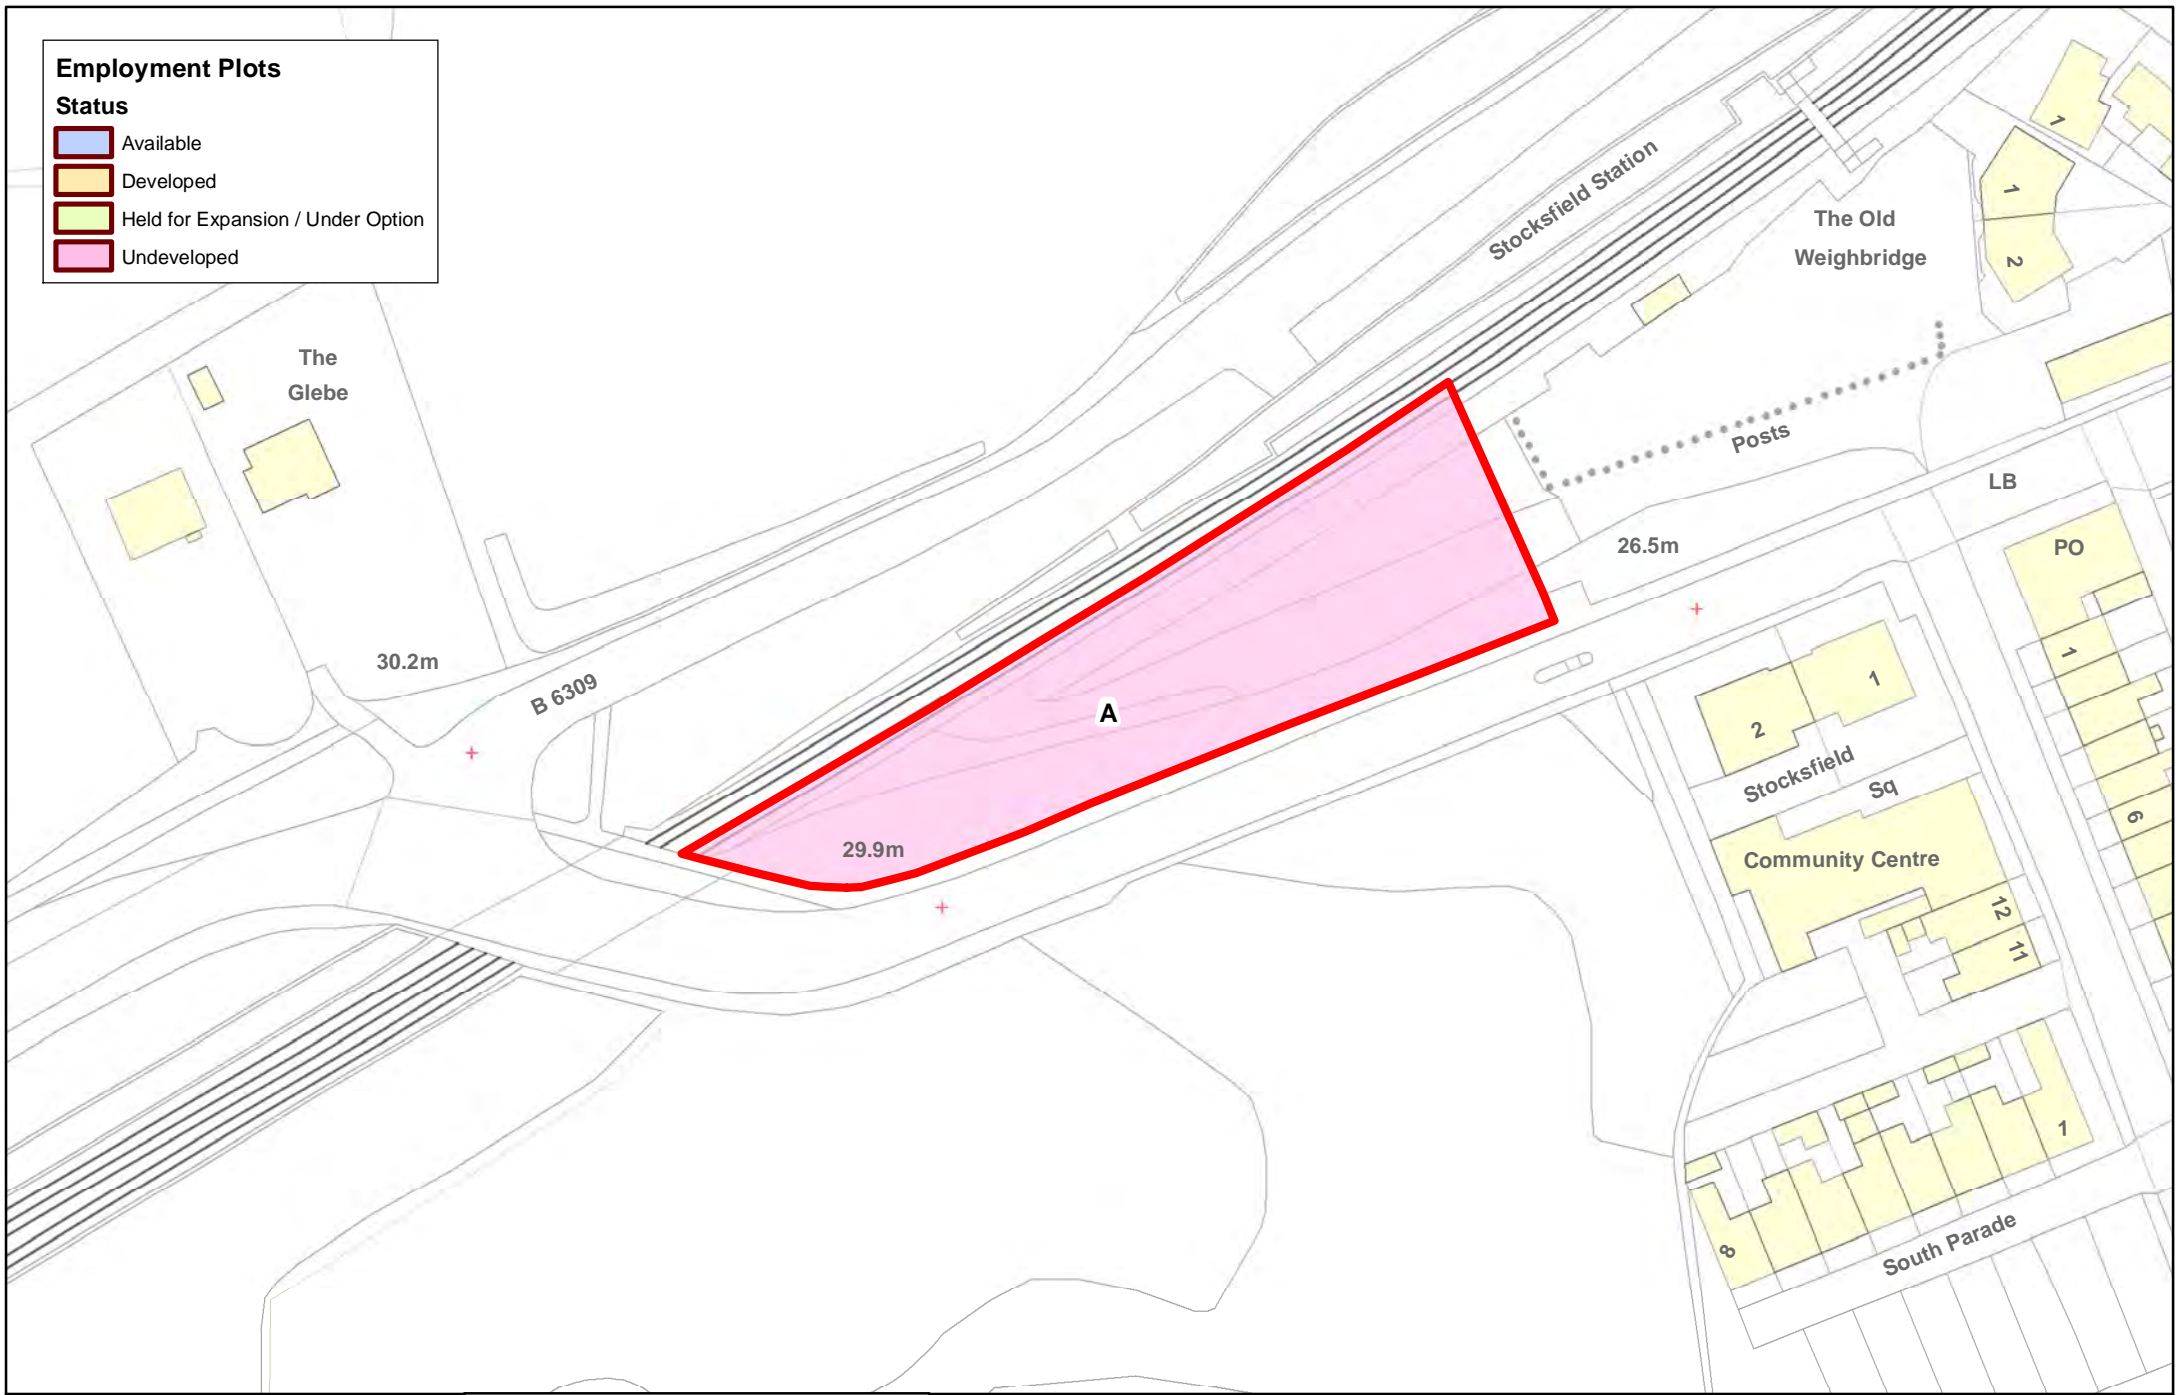 Employment Plots
Status
Available
Developed
Held for Expansion / Under Option
Undeveloped
Stocksfield Station
The Old
Weighbridge
1
1
2
The
Glebe
Posts
LB
26.5m
PO
30.2m
B 6309
A
1
2
1
Stocksfield
Sq
29.9m
6
Community Centre
12
11
1
8
South Parade